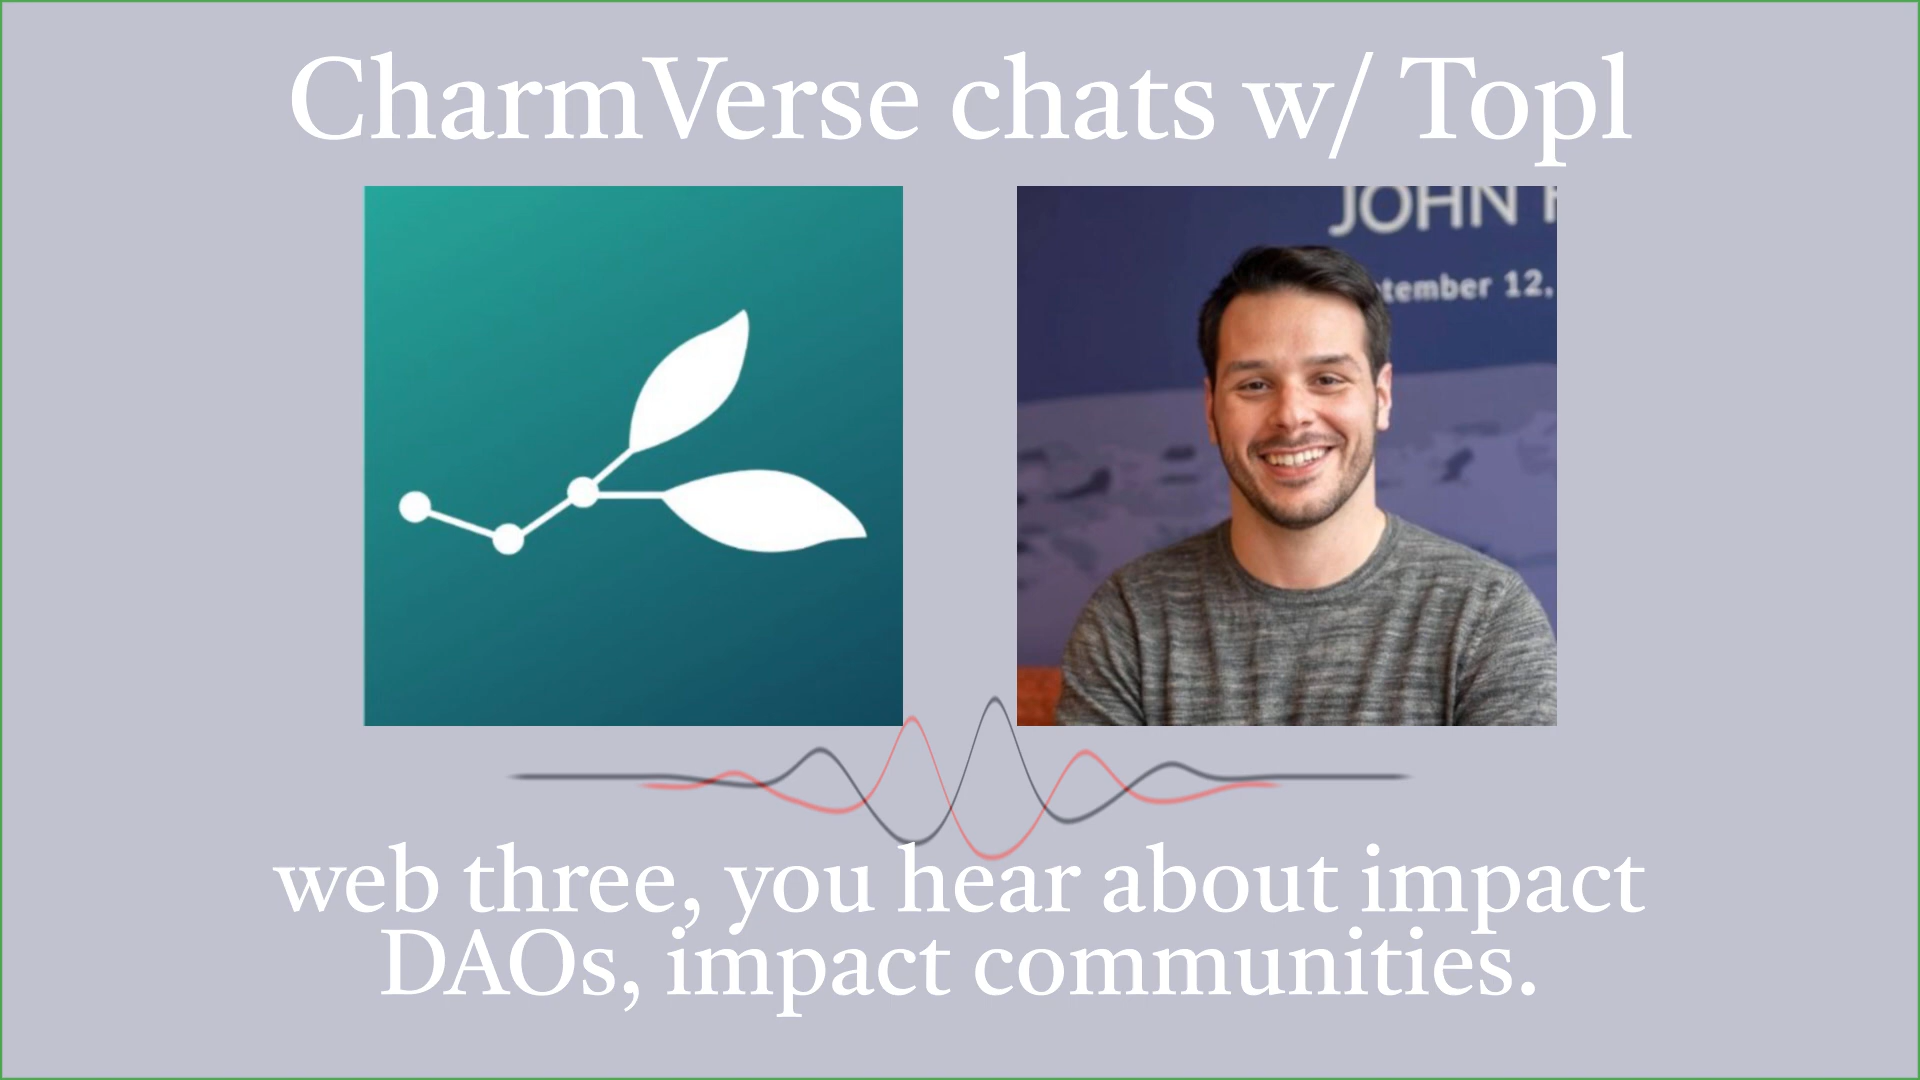 CharmVerse chats w/ Topl
JOHN
tember 12,
web three, you hear about impact
DAOs, impact communities.